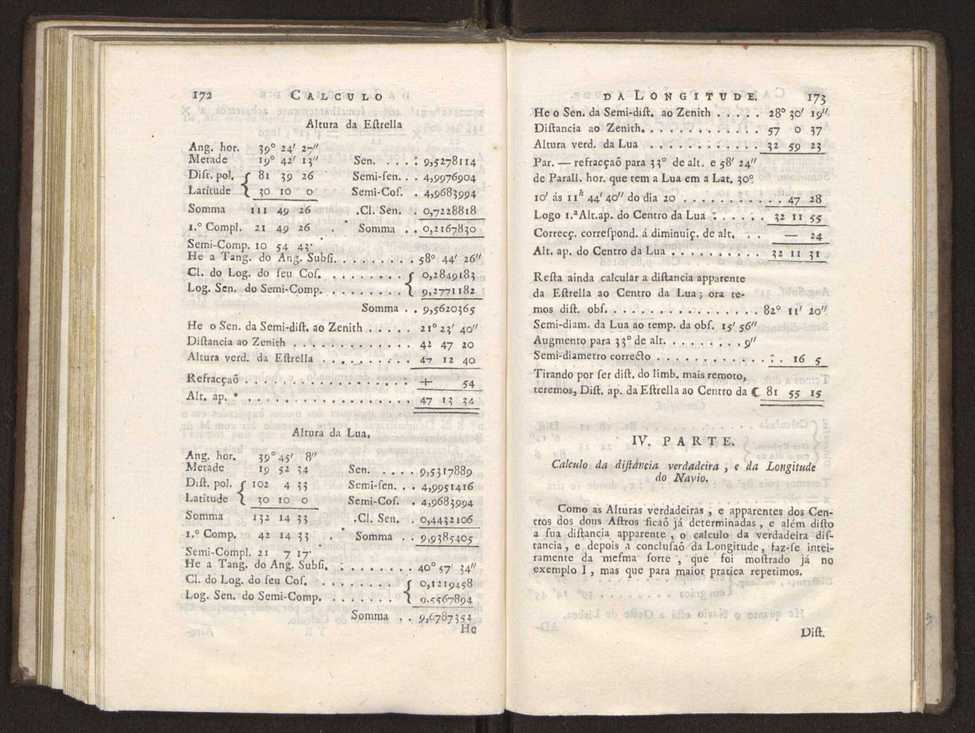 172 CALCULO
Altura da Eſtrella
Ang. hor. 39° 24′ 27″
Metade 19° 42′ 13″ Sen. . . . . 9,5278114
Diſt. pol. { 81 39 26 Semi-ſen. . . 4,9976904
Latitude { 30 10 0 Semi-Coſ. . 4,9683994
Somma 111 49 26 .Cl. Sen. . 0,7228818
1.º Compl. 21 49 26 Somma . . 0,2167830
Semi-Comp. 10 54 43
He a Tang. do Ang. Subſi. . . . . . . . . 58° 44′ 26″
Cl. do Log. do ſeu Coſ. . . . . . . . . { 0,2849183
Log. Sen. do Semi-Comp. . . . . . . . . { 9,2771182
Somma . . 9,5620365
He o Sen. da Semi-diſt. ao Zenith . . . . . 21° 23′ 40″
Diſtancia ao Zenith . . . . . . . . . . . . 42 47 20
Altura verd. da Eſtrella . . . . . . . . . 47 12 40
Refracçaõ . . . . . . . . . . . . . . . . + 54
Alt. ap. * . . . . . . . . . . . . . . . . 47 13 34
Altura da Lua,
Ang. hor. 39° 45′ 8″
Metade 19 52 34 Sen. . . . . 9,5317889
Diſt. pol. { 102 4 33 Semi-ſen. . . 4,9951416
Latitude { 30 10 0 Semi-Coſ. . 4,9683994
Somma 132 14 33 .Cl. Sen. . 0,4432106
1.º Comp. 42 14 33 . Somma . . 9,9385405
Semi-Compl. 21 7 17
He a Tang. do Ang. Subſi. . . . . . . . . 40° 57 34″
Cl. do Log. do ſeu Coſ. . . . . . . . . { 0,1219458
Log. Sen. do Semi-Comp. . . . . . . . . { 9.5567894
Somma . . 9,6787352
He
DA LONGITUDE. 173
He o Sen. da Semi-diſt. ao Zenith . . . . . 28° 30′ 19″
Diſtancia ao Zenith. . . . . . . . . . . . 57 0 37
Altura verd. da Lua . . . . . . . . . . . 32 59 23
Par. — refracçaõ para 33° de alt. e 58′ 24″
de Parall. hor. que tem a Lua em a Lat. 30°
10′ ás 11ʰ 44′ 40″ do dia 20 . . . . . . . . . 47 28
Logo 1.ª Alt. ap. do Centro da Lua . . . . . . 32 11 55
Correcç. correſpond. á diminuiç. de alt. . . — 24
Alt. ap. do Centro da Lua . . . . . . . . . 32 11 31
Reſta ainda calcular a diſtancia apparente
da Eſtrella ao Centro da Lua; ora te-
mos diſt. obſ. . . . . . . . . . . . . . . 82° 11′ 20″
Semi-diam. da Lua ao temp. da obſ. 15′ 56″
Augmento para 33° de alt. . . . . . . . . 9″
Semi-diametro correcto . . . . . . . . . . . 16 5
Tirando por ſer diſt. do limb. mais remoto,
teremos, Diſt. ap. da Eſtrella ao Centro da ☾ 81 55 15
IV. PARTE.
Calculo da diſtáncia verdadeira, e da Longitude
do Navio.
Como as Alturas verdadeiras, e apparentes dos Cen-
tros dos dous Aſtros ficaõ já determinadas, e além diſto
a ſua diſtancia apparente, o calculo da verdadeira diſ-
tancia, e depois a concluſaõ da Longitude, faz-ſe intei-
ramente da meſma ſorte, que foi moſtrado já no
exemplo I, mas que para maior pratica repetimos.
Diſt.